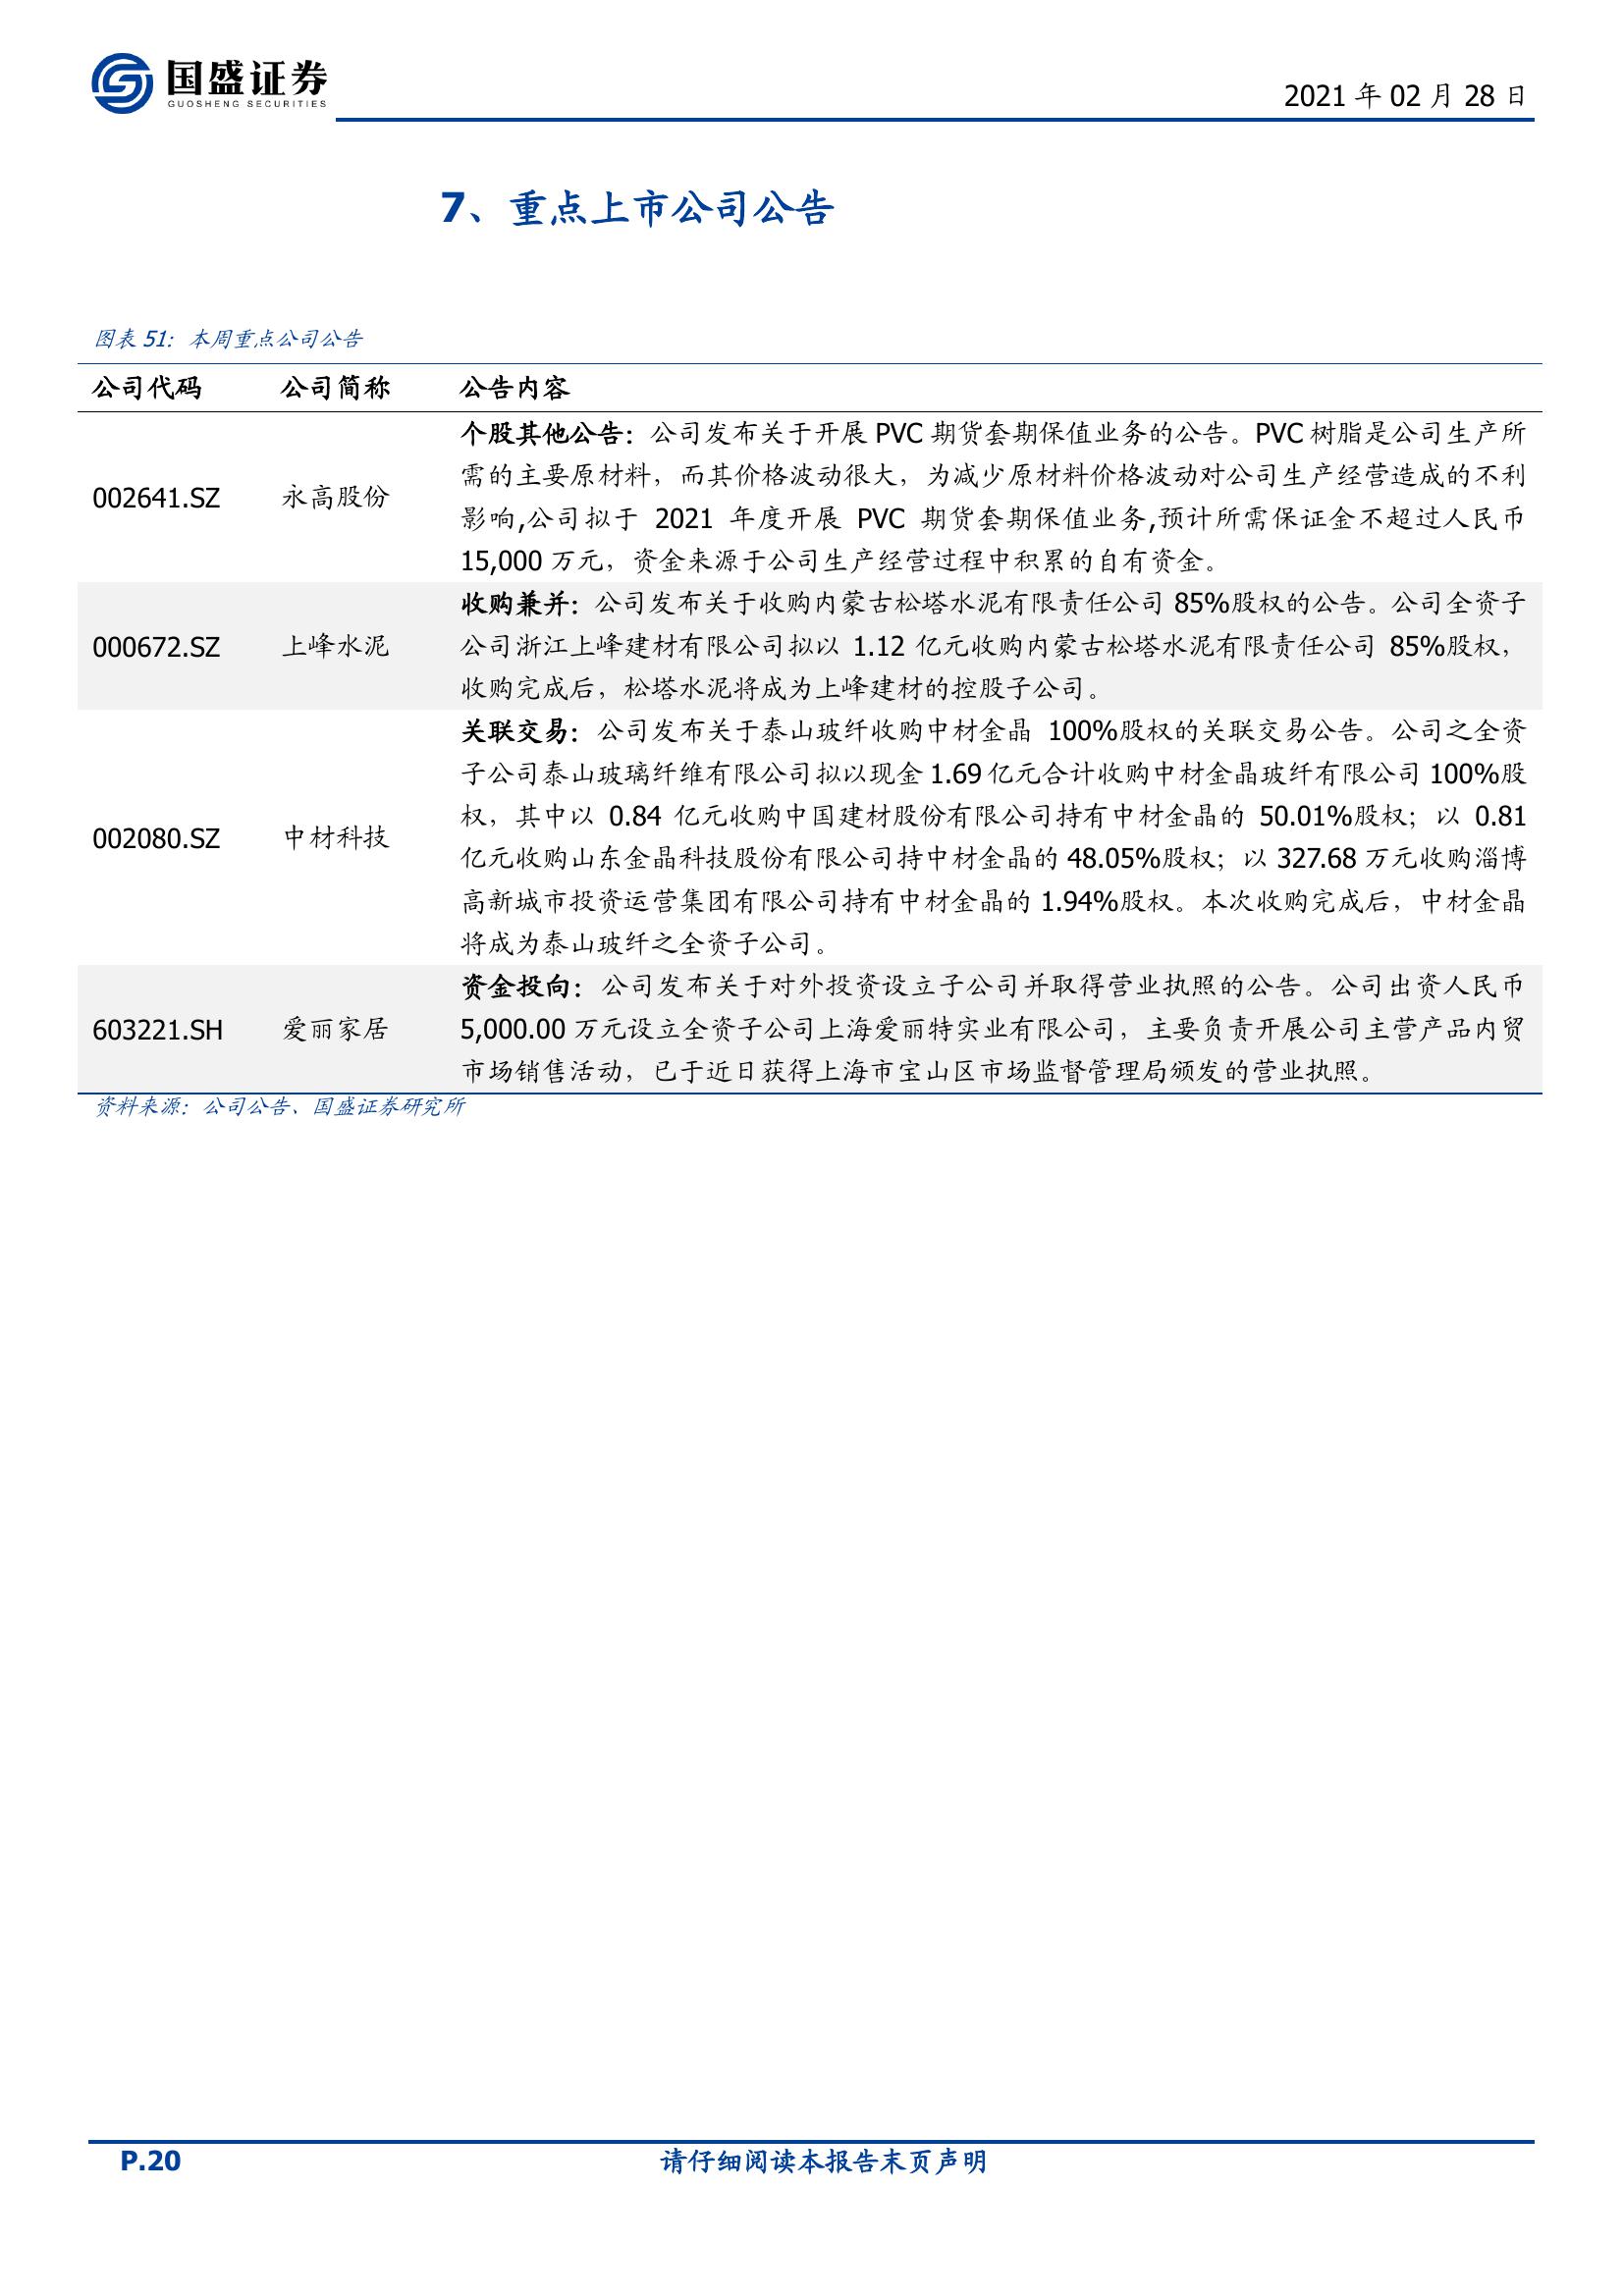 国盛证券
GUOSHENG SECURITIES
2021 年 02 月 28 日
7、重点上市公司公告
图表 51：本周重点公司公告
公司代码 公司简称 公告内容
002641.SZ 永高股份
个股其他公告：公司发布关于开展 PVC 期货套期保值业务的公告。PVC 树脂是公司生产所
需的主要原材料，而其价格波动很大，为减少原材料价格波动对公司生产经营造成的不利
影响,公司拟于 2021 年度开展 PVC 期货套期保值业务,预计所需保证金不超过人民币
15,000 万元，资金来源于公司生产经营过程中积累的自有资金。
000672.SZ 上峰水泥
收购兼并：公司发布关于收购内蒙古松塔水泥有限责任公司 85%股权的公告。公司全资子
公司浙江上峰建材有限公司拟以 1.12 亿元收购内蒙古松塔水泥有限责任公司 85%股权，
收购完成后，松塔水泥将成为上峰建材的控股子公司。
002080.SZ 中材科技
关联交易：公司发布关于泰山玻纤收购中材金晶 100%股权的关联交易公告。公司之全资
子公司泰山玻璃纤维有限公司拟以现金 1.69 亿元合计收购中材金晶玻纤有限公司 100%股
权，其中以 0.84 亿元收购中国建材股份有限公司持有中材金晶的 50.01%股权；以 0.81
亿元收购山东金晶科技股份有限公司持中材金晶的 48.05%股权；以 327.68 万元收购淄博
高新城市投资运营集团有限公司持有中材金晶的 1.94%股权。本次收购完成后，中材金晶
将成为泰山玻纤之全资子公司。
603221.SH 爱丽家居
资金投向：公司发布关于对外投资设立子公司并取得营业执照的公告。公司出资人民币
5,000.00 万元设立全资子公司上海爱丽特实业有限公司，主要负责开展公司主营产品内贸
市场销售活动，已于近日获得上海市宝山区市场监督管理局颁发的营业执照。
资料来源：公司公告、国盛证券研究所
P.20 请仔细阅读本报告末页声明